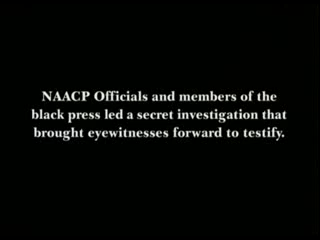 NAACP Officials and members of the
black press led a secret investigation that
brought eyewitnesses forward to testify.